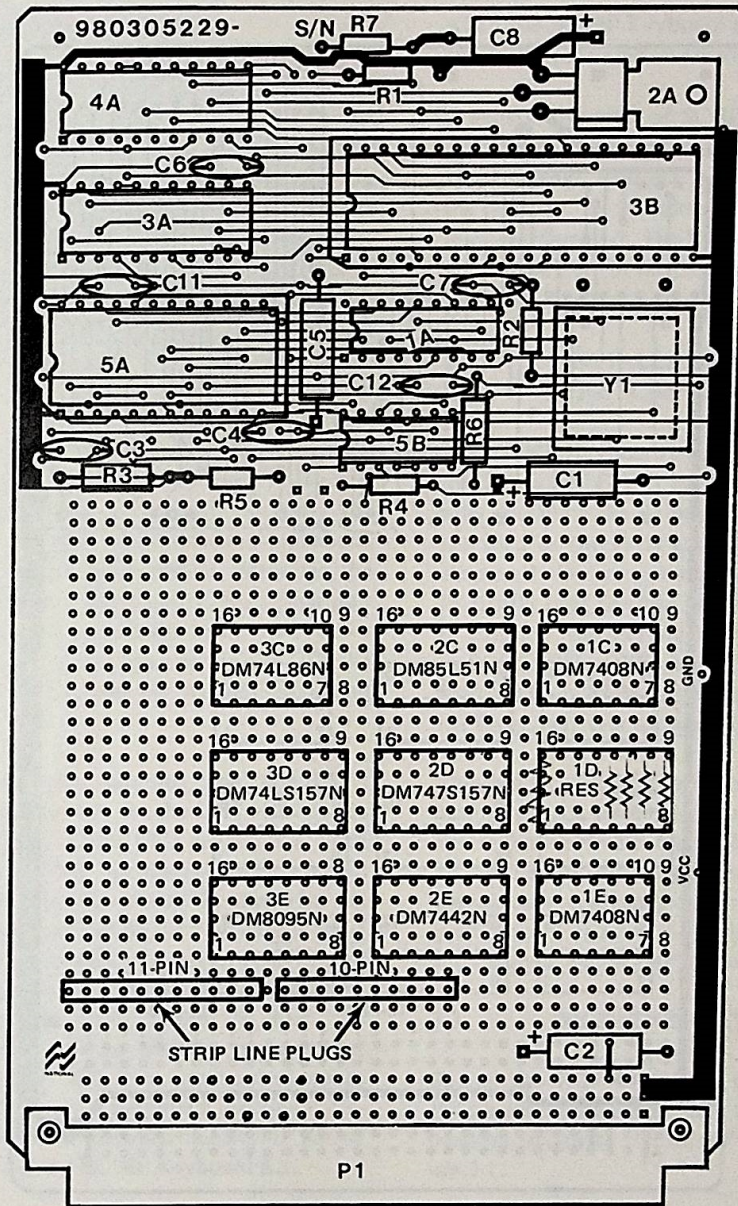 980305229-
S/N R7 C8 +
4A R1 2A
C6
3A 3B
C11 C7
5A C5 1A R2 Y1
C12
C3 C4 5B R6
R3 R5 R4 + C1
16 10 9 16 9 16 10 9
3C 2C 1C
DM74L86N DM85L51N DM7408N
1 7 8 1 8 1 7 8
GND
16 9 16 9 16 9
3D 2D 1D
DM74LS157N DM747S157N RES
1 8 1 8 1 8
VCC
16 8 16 9 16 10 9
3E 2E 1E
DM8095N DM7442N DM7408N
1 8 1 8 1 7 8
11-PIN 10-PIN
STRIP LINE PLUGS
+ C2
NATIONAL
P1